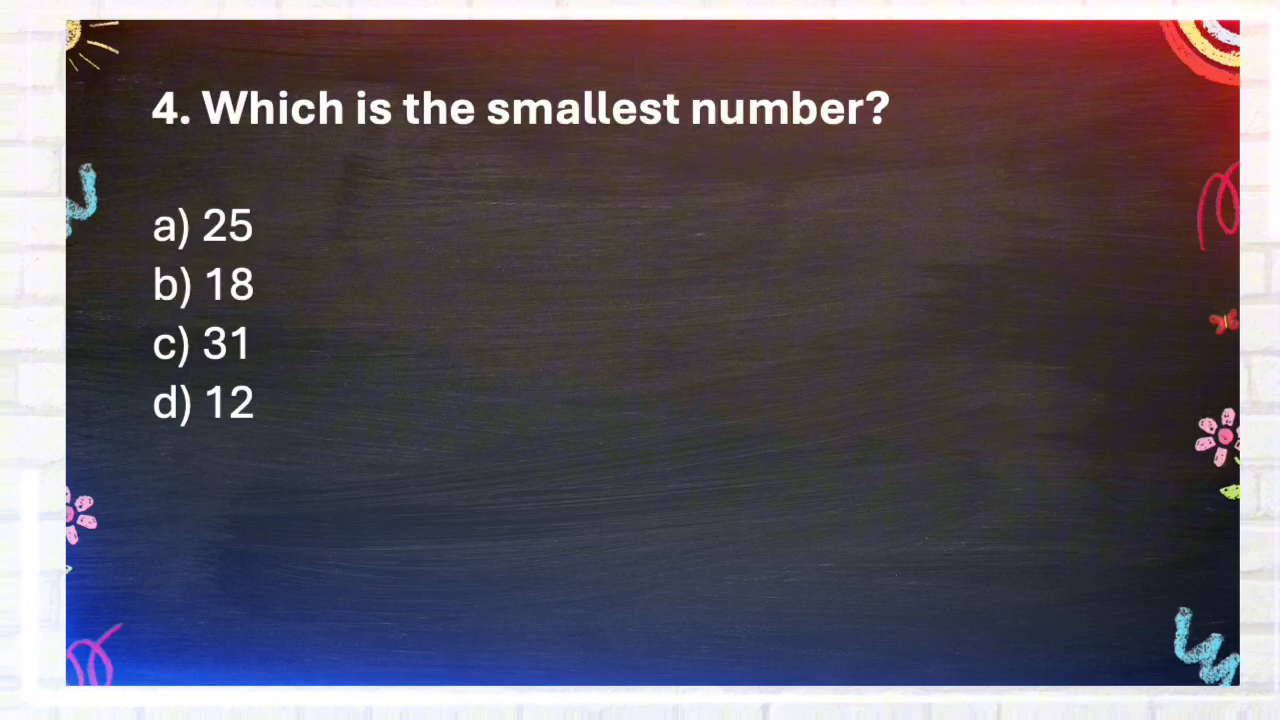 4. Which is the smallest number?
a) 25
b) 18
c) 31
d) 12